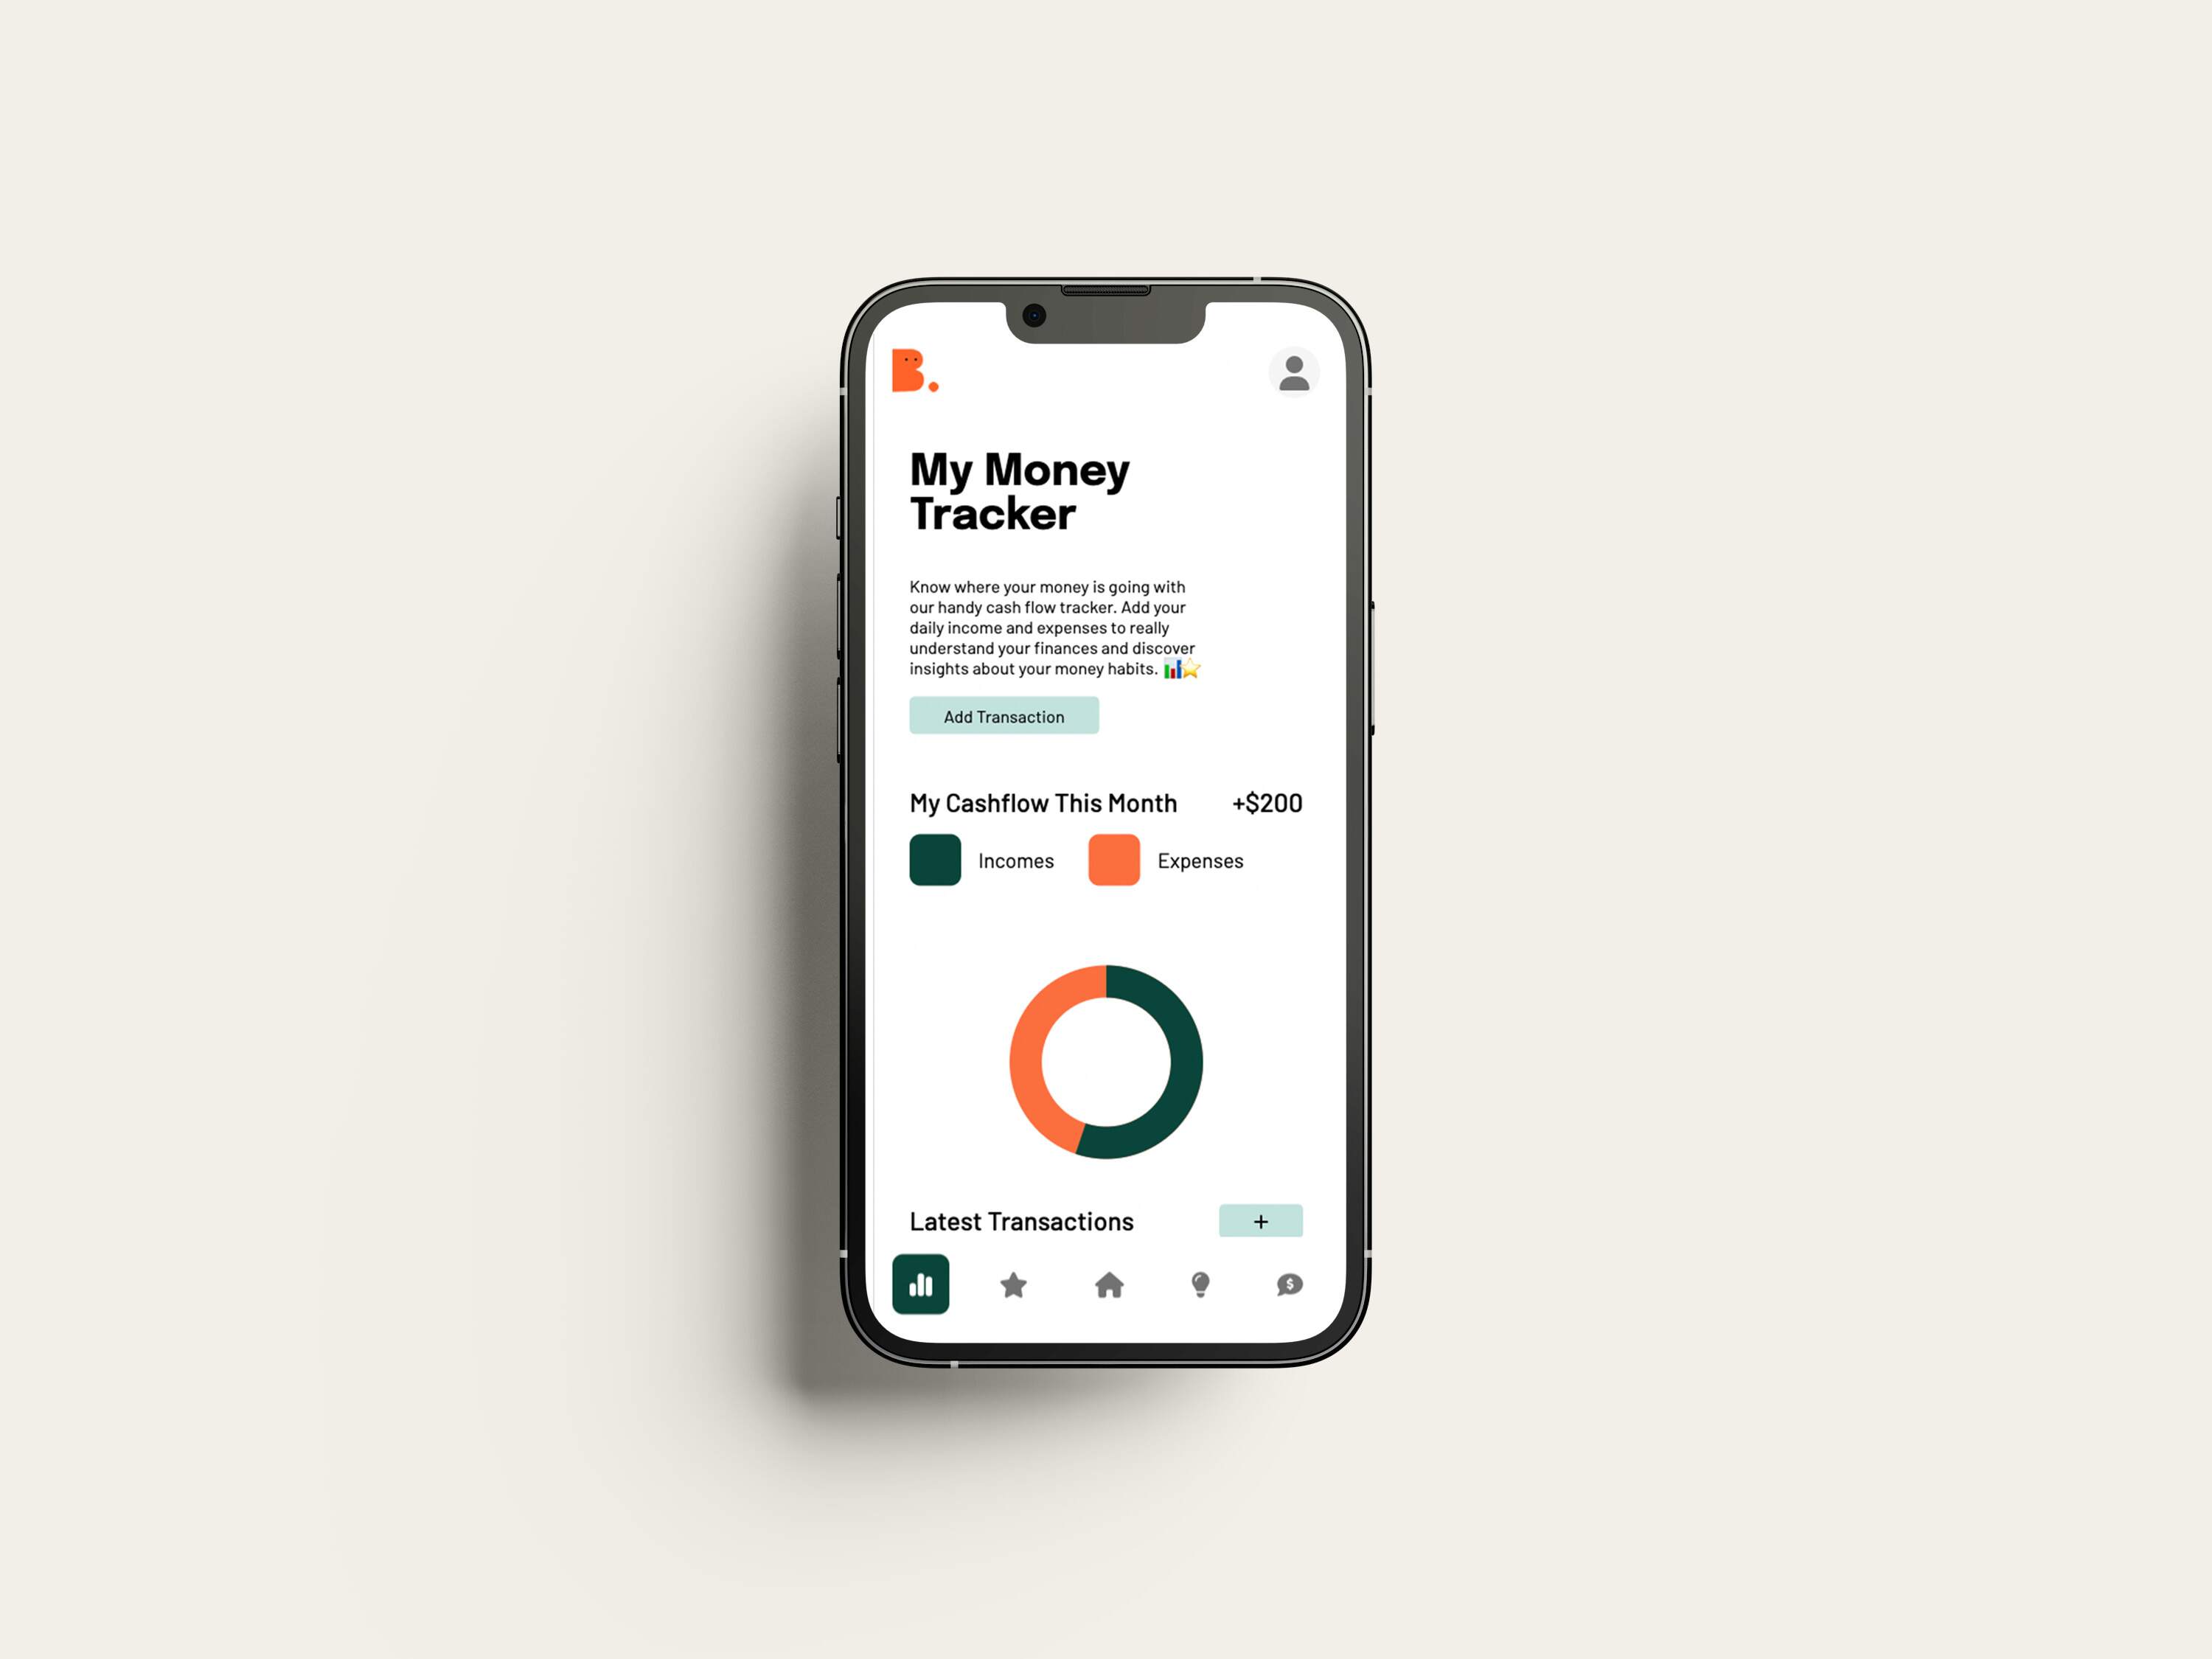 B.
My Money
Tracker
Know where your money is going with
our handy cash flow tracker. Add your
daily income and expenses to really
understand your finances and discover
insights about your money habits. 📊⭐
Add Transaction
My Cashflow This Month +$200
Incomes Expenses
Latest Transactions +
$